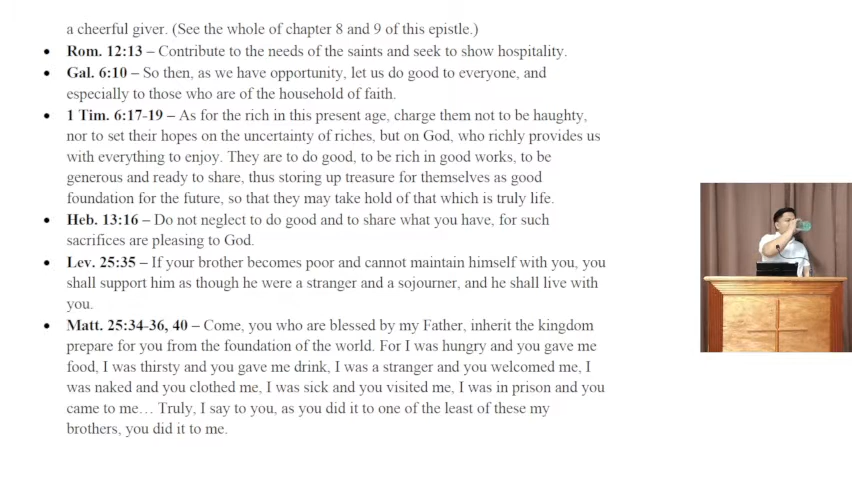 a cheerful giver. (See the whole of chapter 8 and 9 of this epistle.)
• Rom. 12:13 – Contribute to the needs of the saints and seek to show hospitality.
• Gal. 6:10 – So then, as we have opportunity, let us do good to everyone, and
especially to those who are of the household of faith.
• 1 Tim. 6:17-19 – As for the rich in this present age, charge them not to be haughty,
nor to set their hopes on the uncertainty of riches, but on God, who richly provides us
with everything to enjoy. They are to do good, to be rich in good works, to be
generous and ready to share, thus storing up treasure for themselves as good
foundation for the future, so that they may take hold of that which is truly life.
• Heb. 13:16 – Do not neglect to do good and to share what you have, for such
sacrifices are pleasing to God.
• Lev. 25:35 – If your brother becomes poor and cannot maintain himself with you, you
shall support him as though he were a stranger and a sojourner, and he shall live with
you.
• Matt. 25:34-36, 40 – Come, you who are blessed by my Father, inherit the kingdom
prepare for you from the foundation of the world. For I was hungry and you gave me
food, I was thirsty and you gave me drink, I was a stranger and you welcomed me, I
was naked and you clothed me, I was sick and you visited me, I was in prison and you
came to me… Truly, I say to you, as you did it to one of the least of these my
brothers, you did it to me.